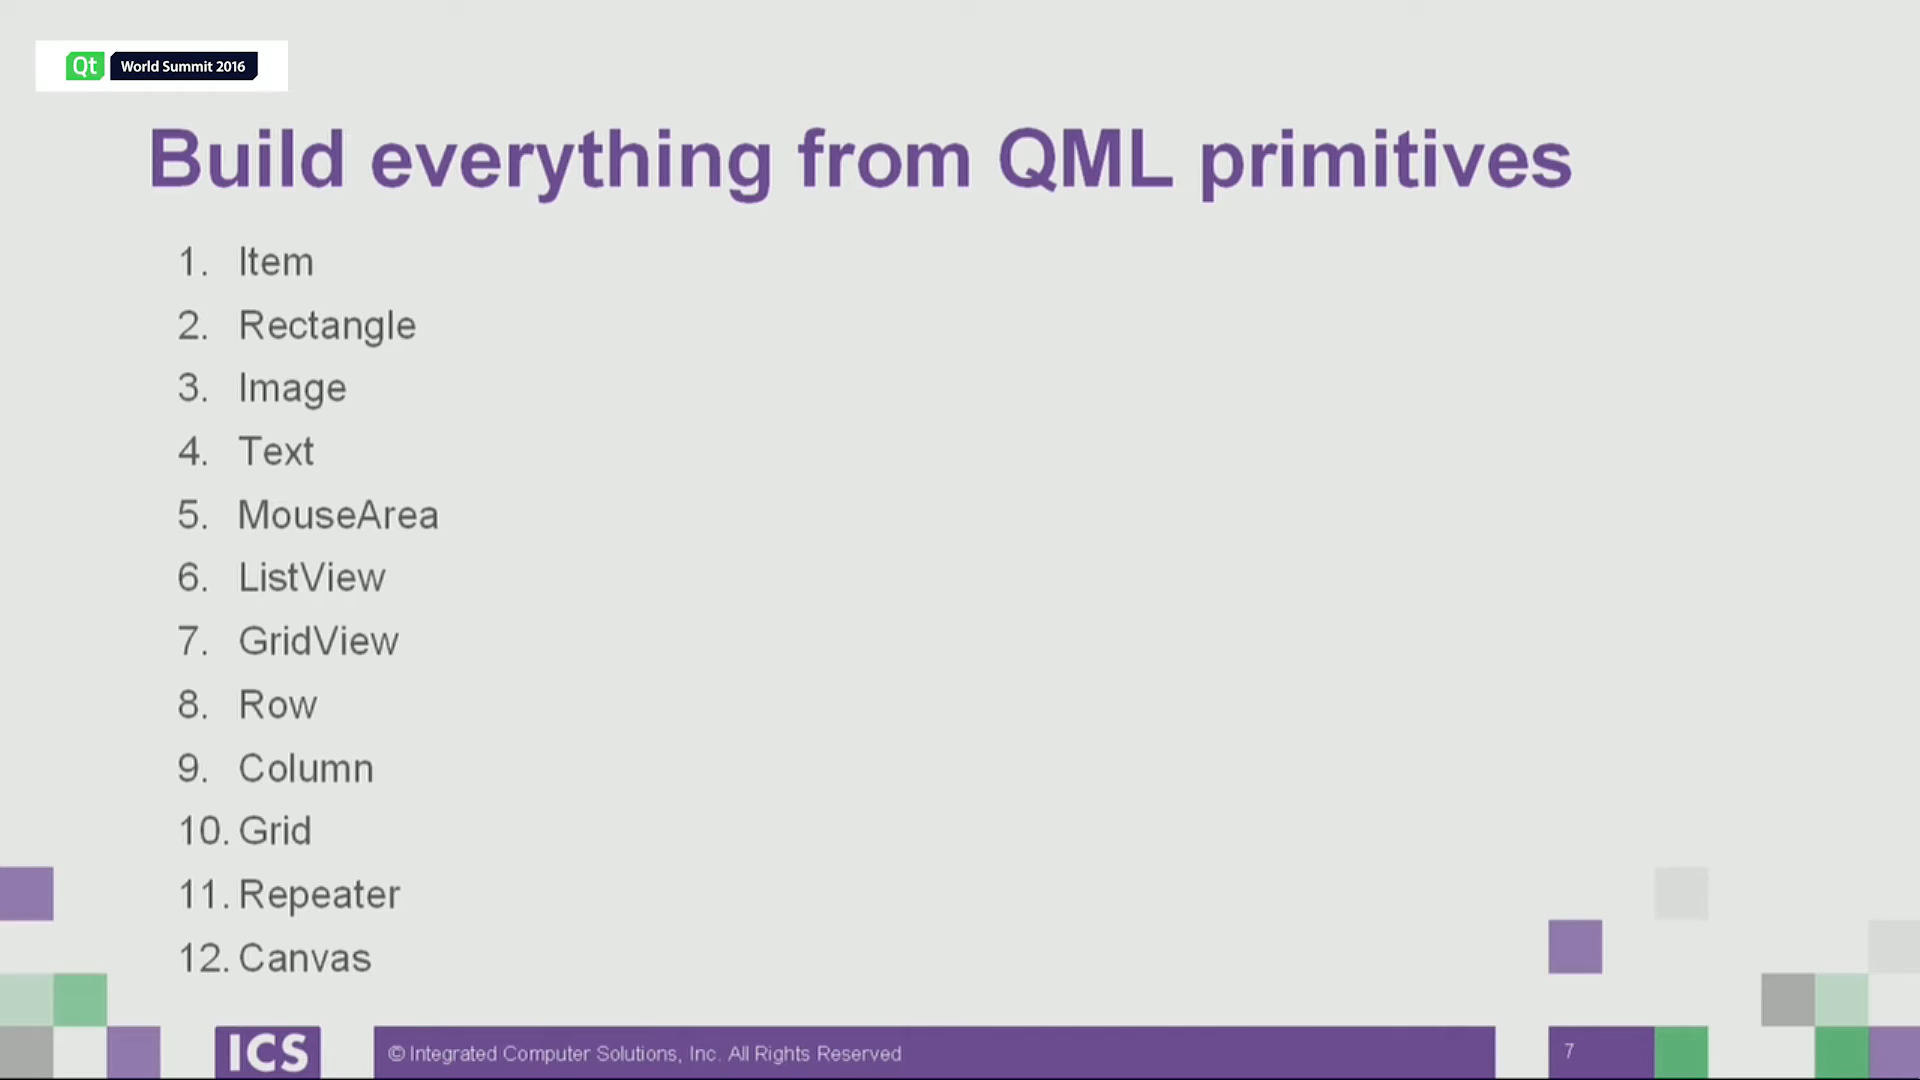 Qt World Summit 2016
Build everything from QML primitives
1. Item
2. Rectangle
3. Image
4. Text
5. MouseArea
6. ListView
7. GridView
8. Row
9. Column
10. Grid
11. Repeater
12. Canvas
ICS © Integrated Computer Solutions, Inc. All Rights Reserved 7